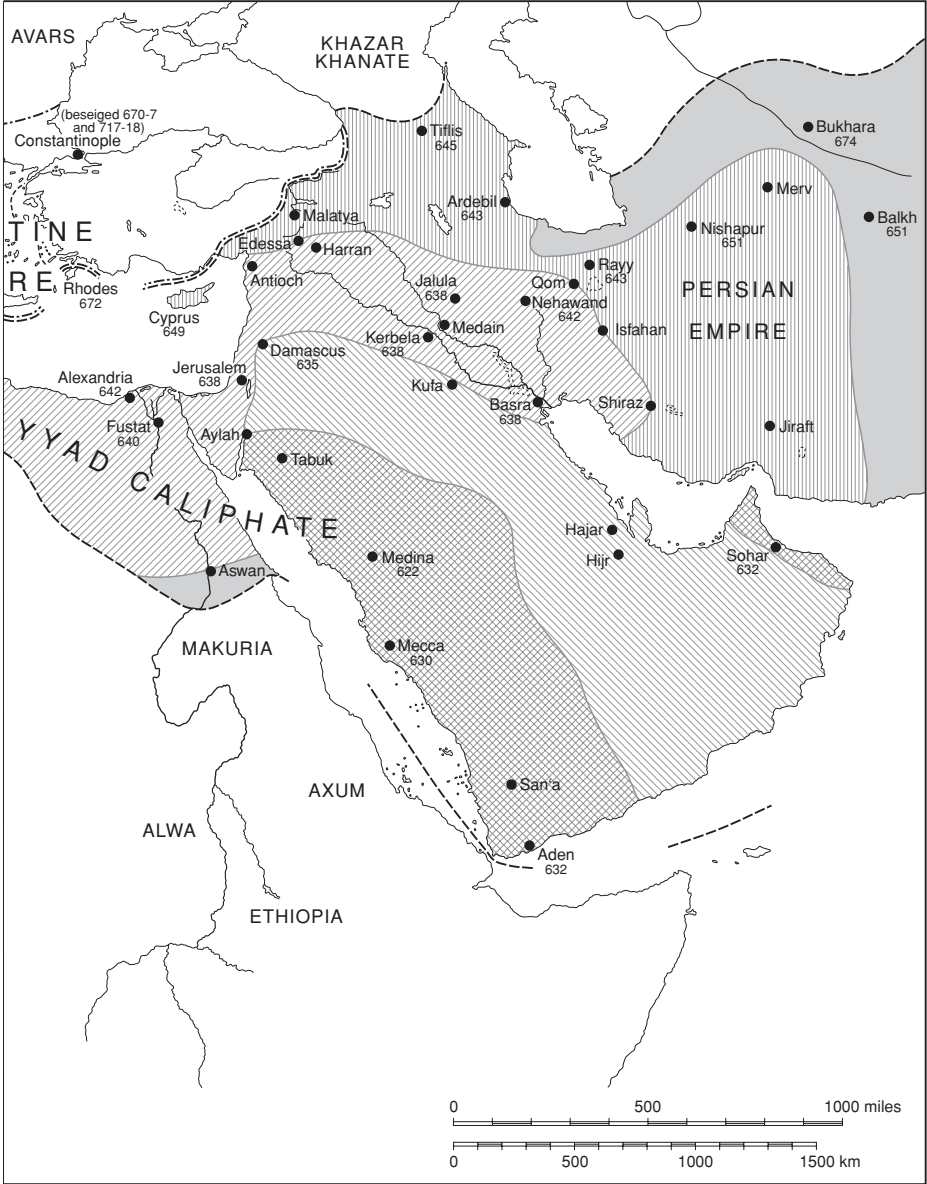 AVARS
KHAZAR
KHANATE
(beseiged 670-7
and 717-18)
Constantinople
Tiflis
645
Bukhara
674
Ardebil
643
Merv
Malatya
Nishapur
651
Balkh
651
TINE
Edessa
Harran
RE
Rhodes
672
Antioch
Rayy
643
Qom
Jalula
638
Nehawand
642
PERSIAN
Cyprus
649
Medain
Isfahan
EMPIRE
Kerbela
638
Damascus
635
Jerusalem
638
Alexandria
642
Kufa
Basra
638
Shiraz
Fustat
640
Aylah
Jiraft
YYAD CALIPHATE
Tabuk
Hajar
Hijr
Sohar
632
Medina
622
Aswan
MAKURIA
Mecca
630
AXUM
San'a
ALWA
Aden
632
ETHIOPIA
0 500 1000 miles
0 500 1000 1500 km